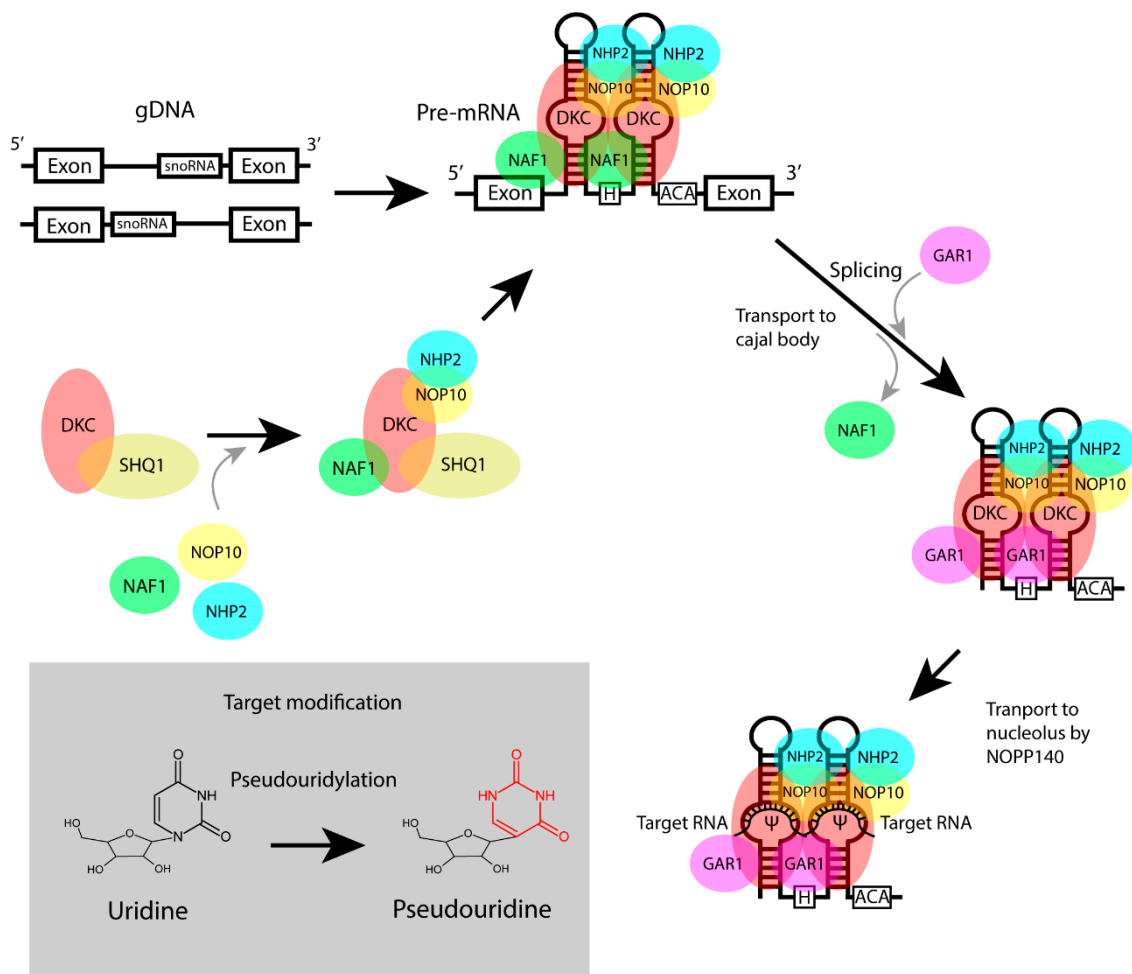 gDNA
5’
3’
Exon
snoRNA
Exon
Exon
snoRNA
Exon
Pre-mRNA
NHP2
NHP2
NOP10
NOP10
DKC
DKC
NAF1
NAF1
5’
3’
Exon
H
ACA
Exon
Splicing
GAR1
Transport to
cajal body
NAF1
DKC
SHQ1
NOP10
NAF1
NHP2
NHP2
NOP10
DKC
NAF1
SHQ1
NHP2
NHP2
NOP10
NOP10
DKC
DKC
GAR1
GAR1
H
ACA
Tranport to
nucleolus by
NOPP140
NHP2
NHP2
NOP10
NOP10
Target RNA
Ψ
Ψ
Target RNA
GAR1
GAR1
H
ACA
Target modification
Pseudouridylation
O
NH
N
O
HO
O
HO
OH
Uridine
O
HN
NH
O
HO
O
HO
OH
Pseudouridine